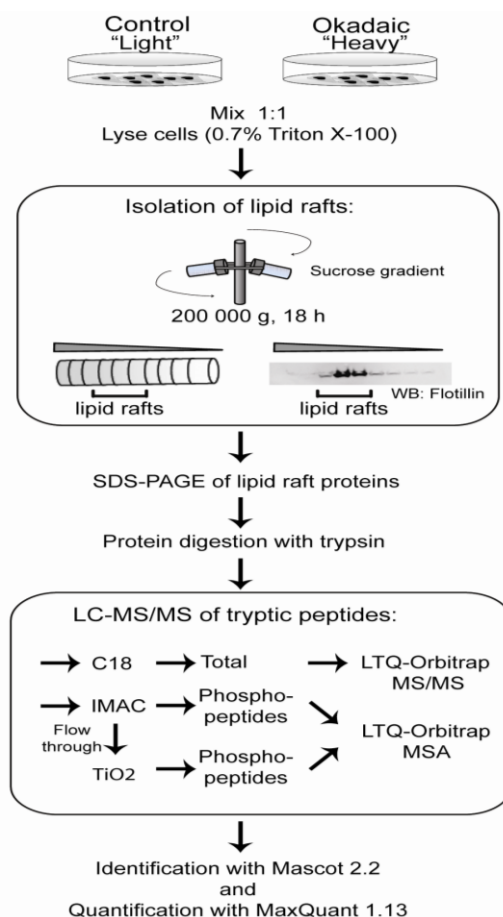 Control
"Light"
Okadaic
"Heavy"
Mix 1:1
Lyse cells (0.7% Triton X-100)
Isolation of lipid rafts:
Sucrose gradient
200 000 g, 18 h
WB: Flotillin
lipid rafts
lipid rafts
SDS-PAGE of lipid raft proteins
Protein digestion with trypsin
LC-MS/MS of tryptic peptides:
C18
Total
LTQ-Orbitrap
MS/MS
IMAC
Phospho-
peptides
Flow
through
LTQ-Orbitrap
MSA
TiO2
Phospho-
peptides
Identification with Mascot 2.2
and
Quantification with MaxQuant 1.13